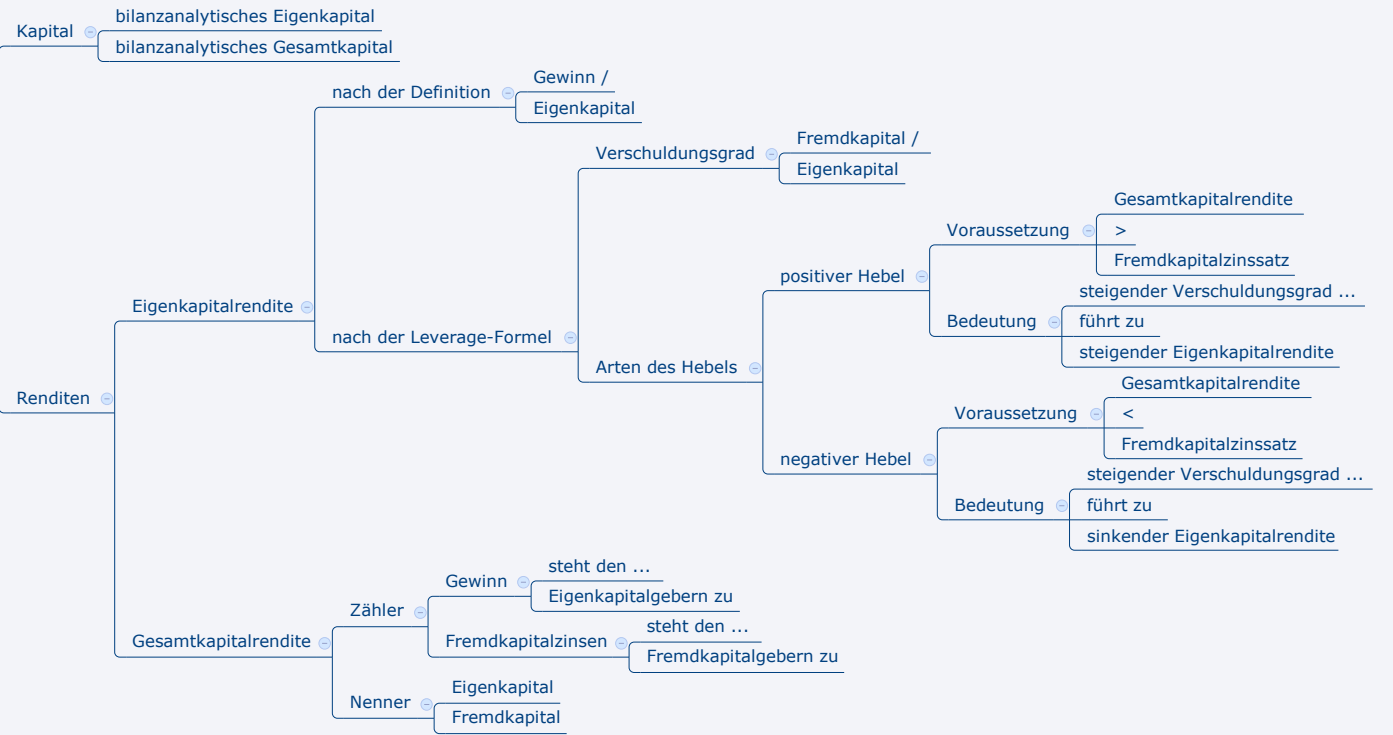 Kapital
bilanzanalytisches Eigenkapital
bilanzanalytisches Gesamtkapital
Renditen
Eigenkapitalrendite
nach der Definition
Gewinn /
Eigenkapital
nach der Leverage-Formel
Verschuldungsgrad
Fremdkapital /
Eigenkapital
Arten des Hebels
positiver Hebel
Voraussetzung
Gesamtkapitalrendite
>
Fremdkapitalzinssatz
Bedeutung
steigender Verschuldungsgrad ...
führt zu
steigender Eigenkapitalrendite
negativer Hebel
Voraussetzung
Gesamtkapitalrendite
<
Fremdkapitalzinssatz
Bedeutung
steigender Verschuldungsgrad ...
führt zu
sinkender Eigenkapitalrendite
Gesamtkapitalrendite
Zähler
Gewinn
steht den ...
Eigenkapitalgebern zu
Fremdkapitalzinsen
steht den ...
Fremdkapitalgebern zu
Nenner
Eigenkapital
Fremdkapital